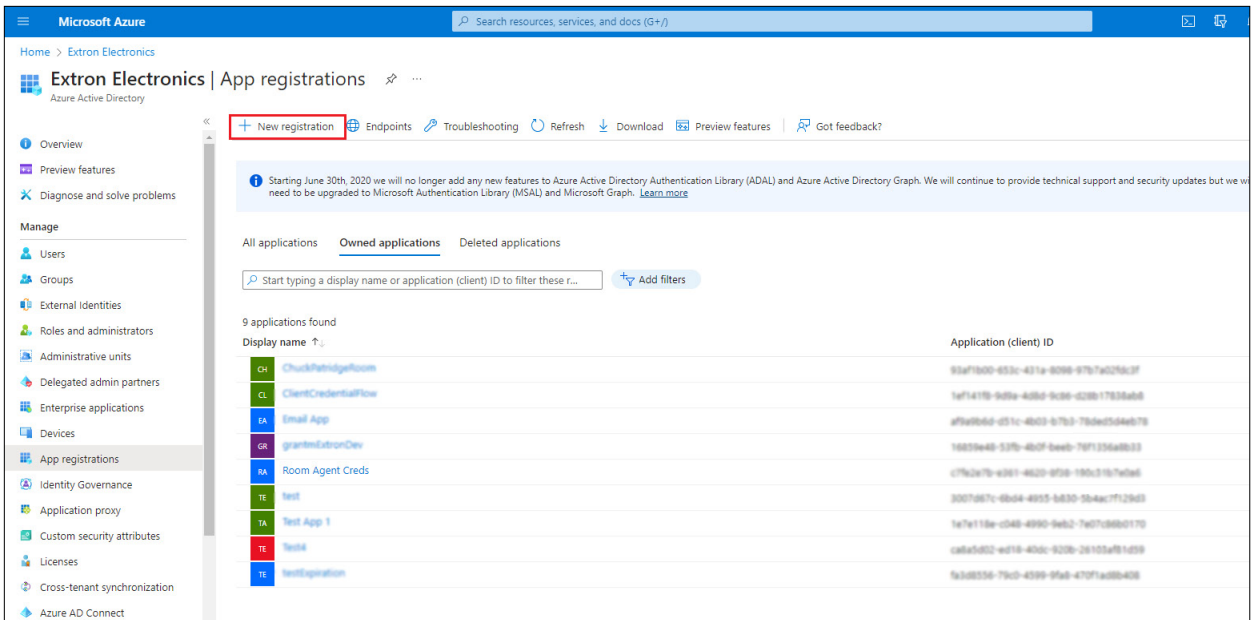 Microsoft Azure
Search resources, services, and docs (G+/)
Home > Extron Electronics
Extron Electronics | App registrations
Azure Active Directory
Overview
Preview features
Diagnose and solve problems
Manage
Users
Groups
External Identities
Roles and administrators
Administrative units
Delegated admin partners
Enterprise applications
Devices
App registrations
Identity Governance
Application proxy
Custom security attributes
Licenses
Cross-tenant synchronization
Azure AD Connect
New registration Endpoints Troubleshooting Refresh Download Preview features Got feedback?
Starting June 30th, 2020 we will no longer add any new features to Azure Active Directory Authentication Library (ADAL) and Azure Active Directory Graph. We will continue to provide technical support and security updates but we wi
need to be upgraded to Microsoft Authentication Library (MSAL) and Microsoft Graph. Learn more
All applications Owned applications Deleted applications
Start typing a display name or application (client) ID to filter these r...
Add filters
9 applications found
Display name Application (client) ID
CH
CL
EA Email App
GR
RA Room Agent Creds
TE test
TA Test App 1
TE Test4
TE testExpiration